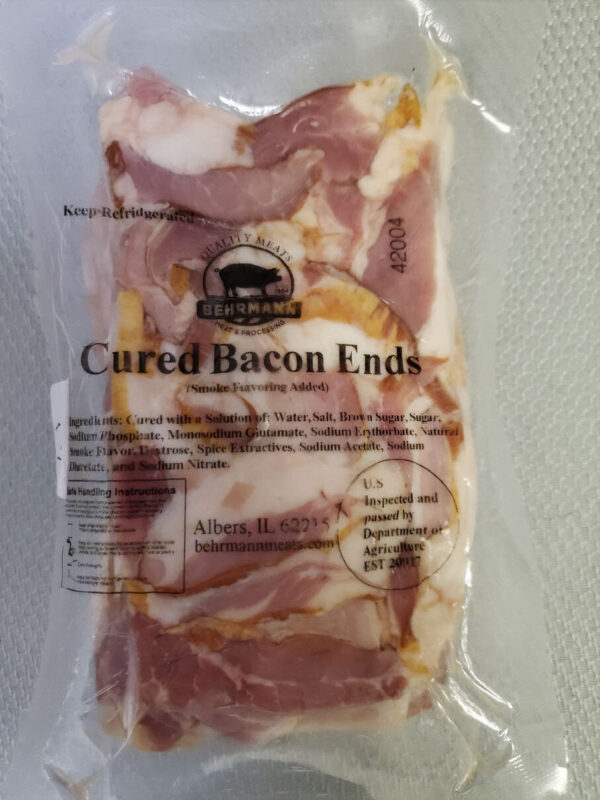 Keep Refridgerated
QUALITY MEATS
BEHRMANN
MEAT & PROCESSING
42004
Cured Bacon Ends
(Smoke Flavoring Added)
Ingredients: Cured with a Solution of: Water, Salt, Brown Sugar, Sugar,
Sodium Phosphate, Monosodium Glutamate, Sodium Erythorbate, Natural
Smoke Flavor, Dextrose, Spice Extractives, Sodium Acetate, Sodium
Diacetate, and Sodium Nitrate.
Handling Instructions
Albers, IL 62215
behrmannmeats.com
U.S
Inspected and
passed by
Department of
Agriculture
EST 20917